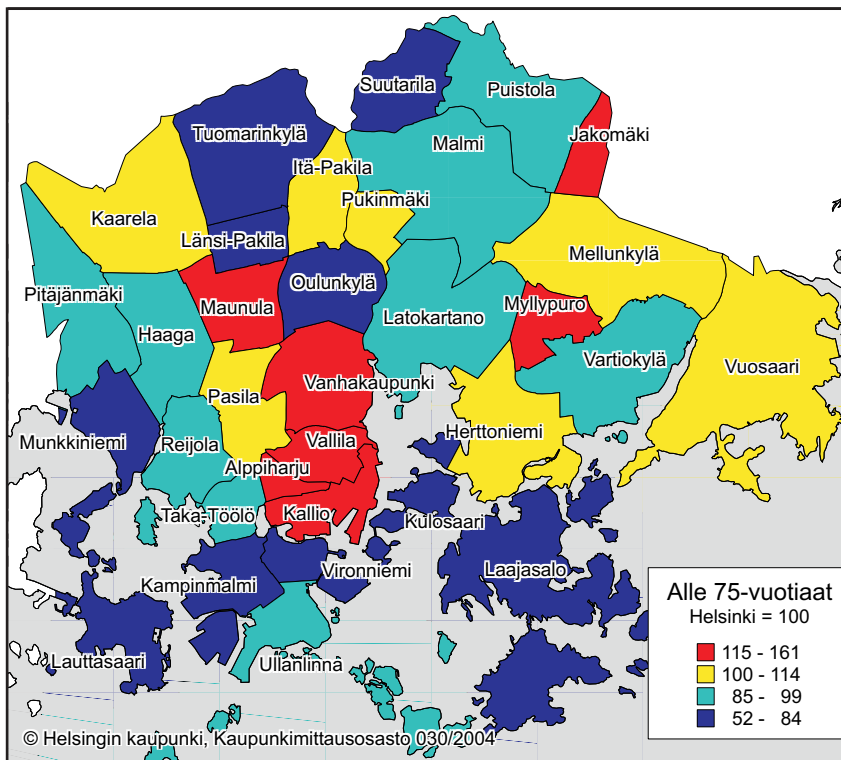 Suutarila
Puistola
Tuomarinkylä
Malmi
Jakomäki
Itä-Pakila
Pukinmäki
Kaarela
Länsi-Pakila
Mellunkylä
Pitäjänmäki
Maunula
Oulunkylä
Haaga
Latokartano
Myllypuro
Vartiokylä
Vuosaari
Vanhakaupunki
Pasila
Munkkiniemi
Reijola
Vallila
Herttoniemi
Alppiharju
Taka-Töölö
Kallio
Kulosaari
Kampinmalmi
Vironniemi
Laajasalo
Lauttasaari
Ullanlinna
Alle 75-vuotiaat
Helsinki = 100
115 - 161
100 - 114
85 - 99
52 - 84
© Helsingin kaupunki, Kaupunkimittausosasto 030/2004